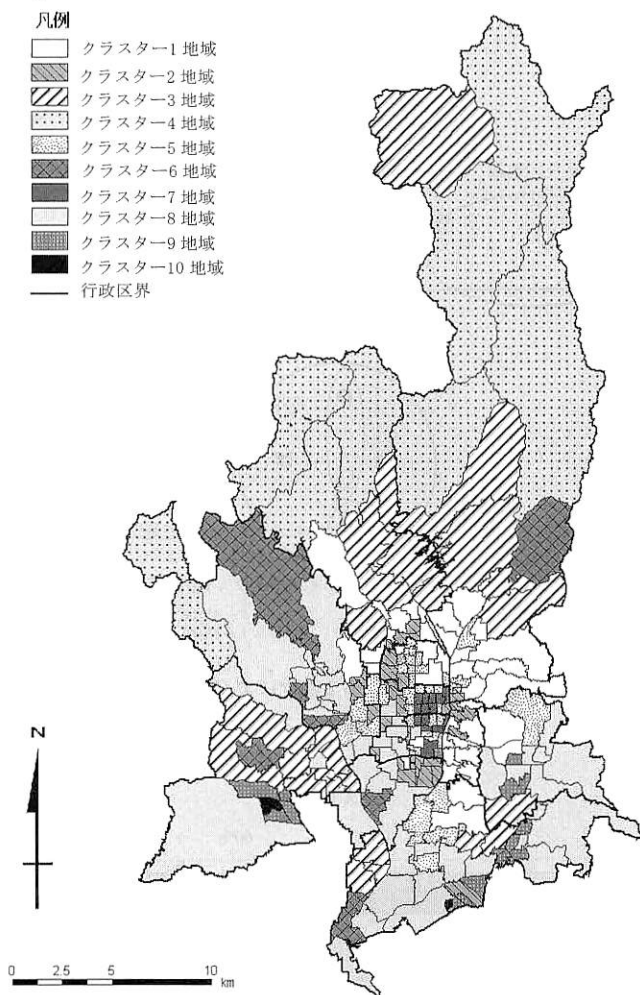 凡例
クラスター1 地域
クラスター2 地域
クラスター3 地域
クラスター4 地域
クラスター5 地域
クラスター6 地域
クラスター7 地域
クラスター8 地域
クラスター9 地域
クラスター10 地域
行政区界
N
0 2.5 5 10
km